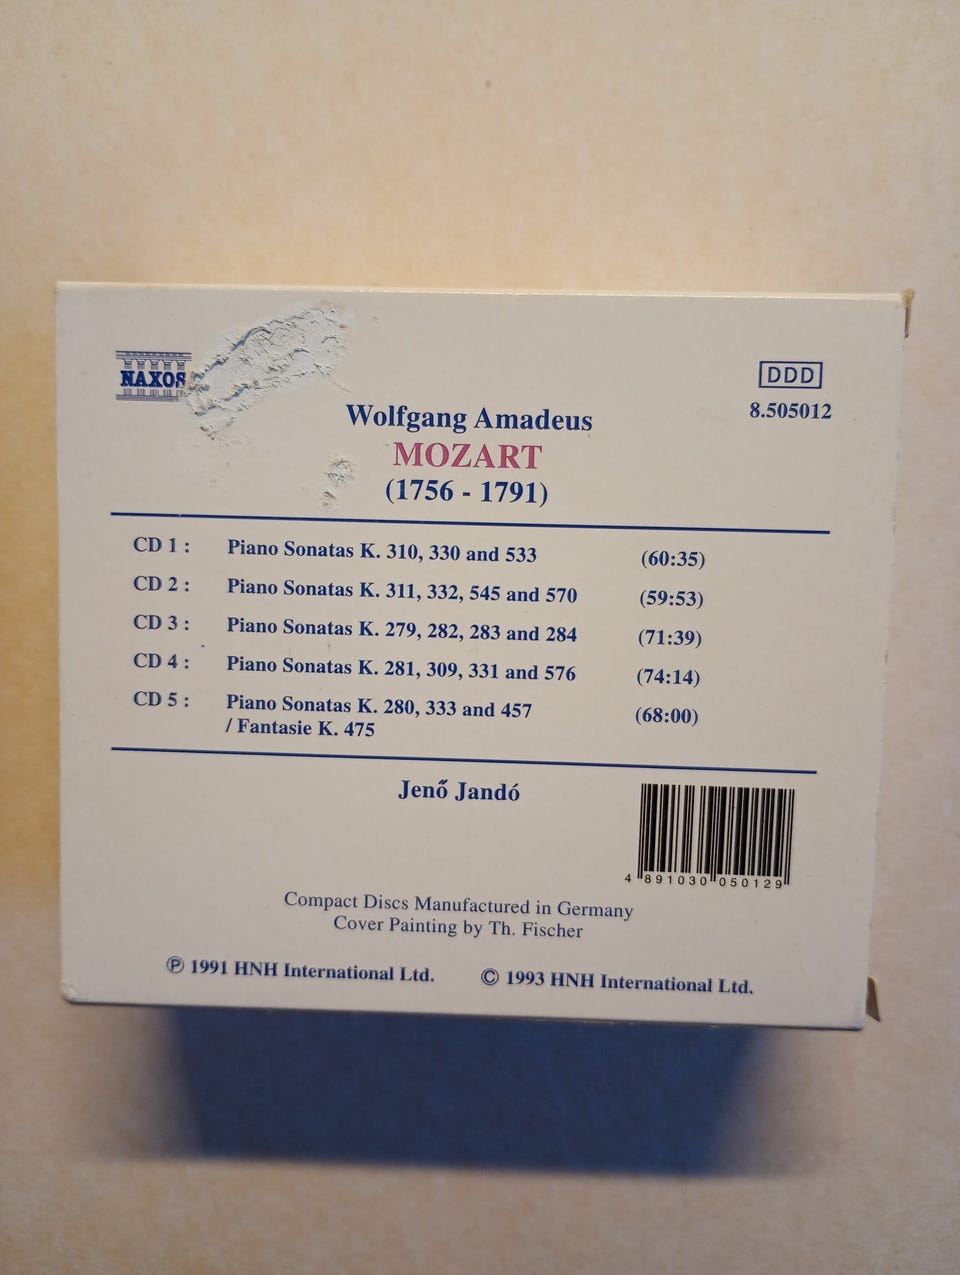 NAXOS
DDD
8.505012
Wolfgang Amadeus
MOZART
(1756 - 1791)
CD 1 : Piano Sonatas K. 310, 330 and 533 (60:35)
CD 2 : Piano Sonatas K. 311, 332, 545 and 570 (59:53)
CD 3 : Piano Sonatas K. 279, 282, 283 and 284 (71:39)
CD 4 : Piano Sonatas K. 281, 309, 331 and 576 (74:14)
CD 5 : Piano Sonatas K. 280, 333 and 457 (68:00)
/ Fantasie K. 475
Jenő Jandó
4 891030 050129
Compact Discs Manufactured in Germany
Cover Painting by Th. Fischer
℗ 1991 HNH International Ltd. © 1993 HNH International Ltd.